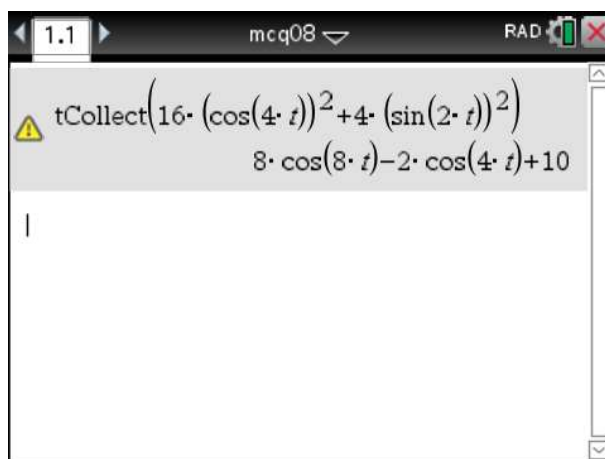 1.1 mcq08 RAD
tCollect(16· (cos(4· t))²+4· (sin(2· t))²)
8· cos(8· t)−2· cos(4· t)+10